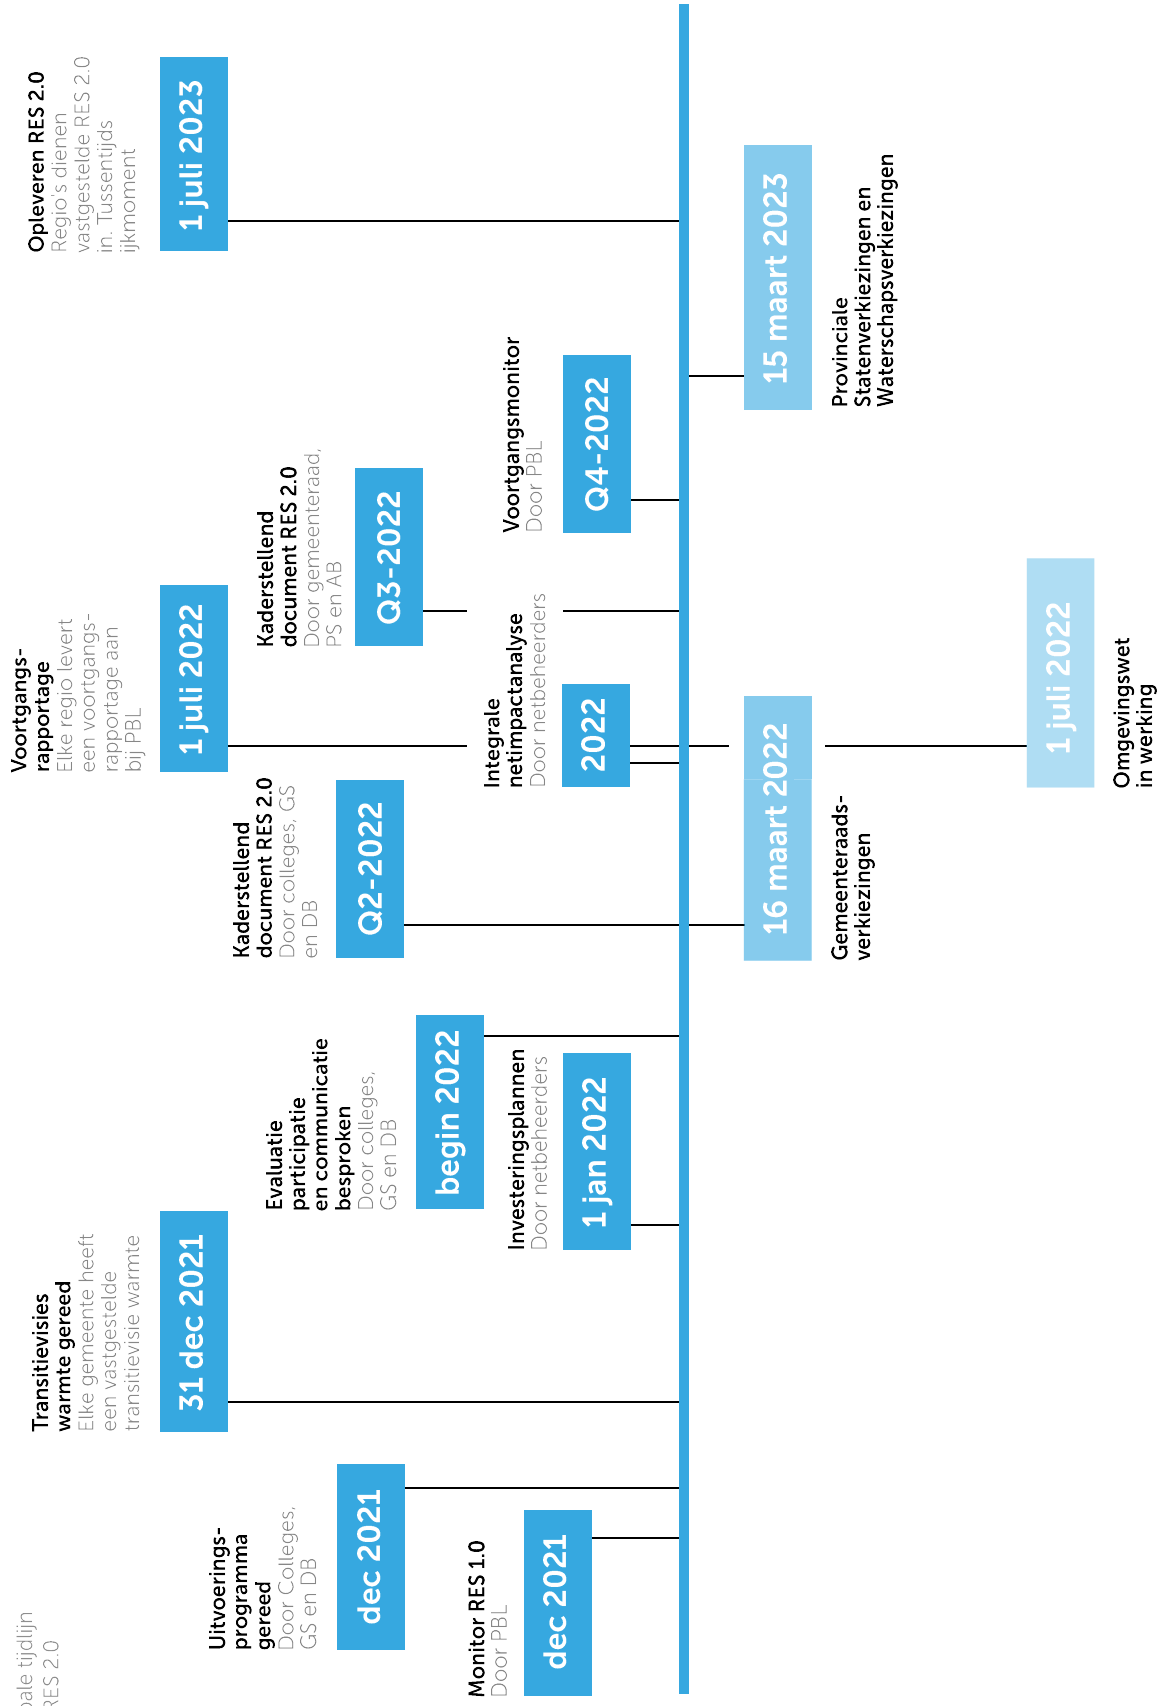 tijdlijn
RES 2.0
Monitor RES 1.0
Door PBL
dec 2021
Uitvoerings-
programma
gereed
Door Colleges,
GS en DB
dec 2021
Transitievisies
warmte gereed
Elke gemeente heeft
een vastgestelde
transitievisie warmte
31 dec 2021
Investeringsplannen
Door netbeheerders
1 jan 2022
Evaluatie
participatie
en communicatie
besproken
Door colleges,
GS en DB
begin 2022
Kaderstellend
document RES 2.0
Door colleges, GS
en DB
Q2-2022
16 maart 2022
Gemeenteraads-
verkiezingen
Integrale
netimpactanalyse
Door netbeheerders
2022
Voortgangs-
rapportage
Elke regio levert
een voortgangs-
rapportage aan
bij PBL
1 juli 2022
1 juli 2022
Omgevingswet
in werking
Kaderstellend
document RES 2.0
Door gemeenteraad,
PS en AB
Q3-2022
Voortgangsmonitor
Door PBL
Q4-2022
15 maart 2023
Provinciale
Statenverkiezingen en
Waterschapsverkiezingen
Opleveren RES 2.0
Regio's dienen
vastgestelde RES 2.0
in. Tussentijds
ijkmoment
1 juli 2023